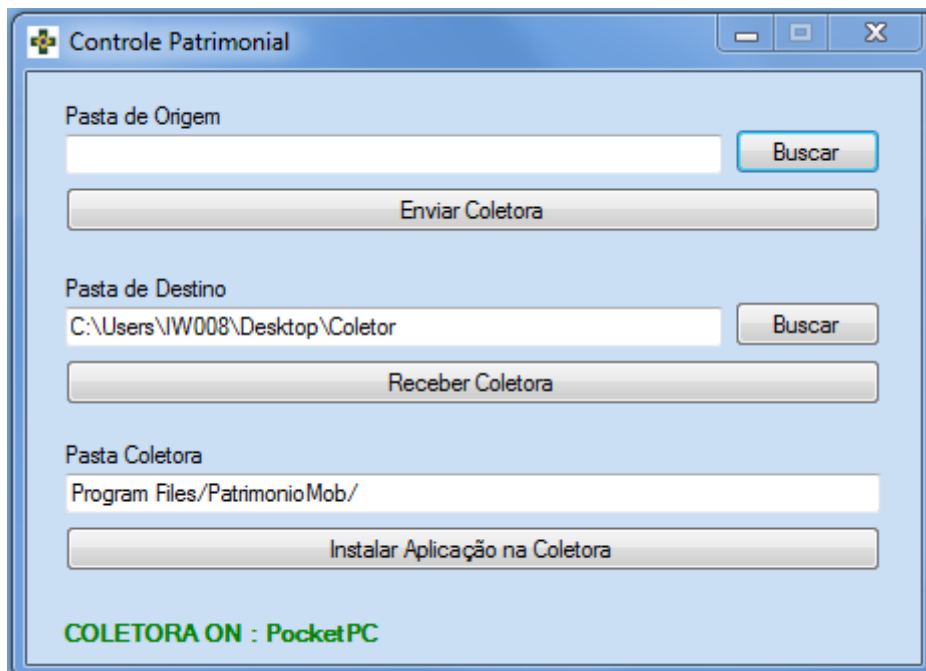 Controle Patrimonial
Pasta de Origem
Buscar
Enviar Coletora
Pasta de Destino
C:\Users\IW008\Desktop\Coletor
Buscar
Receber Coletora
Pasta Coletora
Program Files/PatrimonioMob/
Instalar Aplicação na Coletora
COLETORA ON : PocketPC